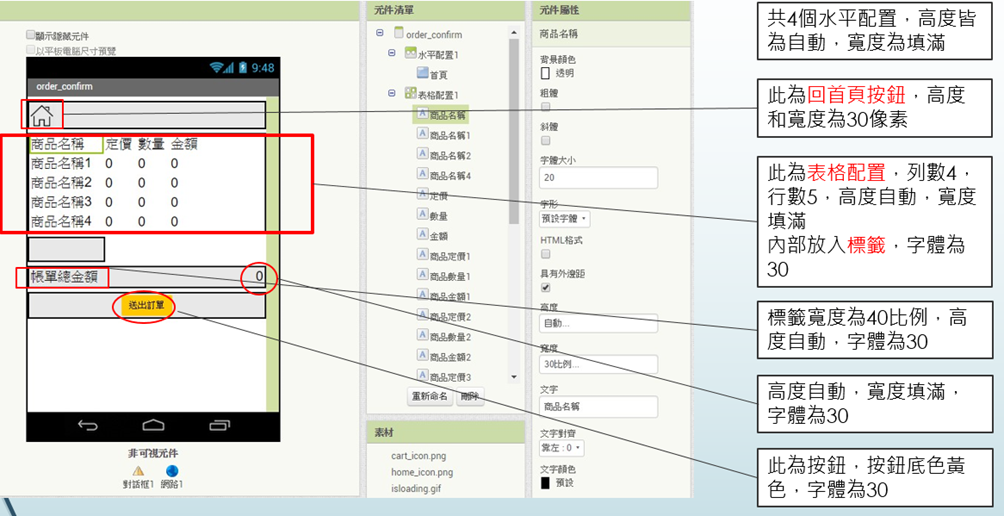 顯示隱藏元件
以平板電腦尺寸預覽
9:48
order_confirm
商品名稱 定價 數量 金額
商品名稱1 0 0 0
商品名稱2 0 0 0
商品名稱3 0 0 0
商品名稱4 0 0 0
帳單總金額 0
送出訂單
非可視元件
對話框1 網路1
元件清單
order_confirm
水平配置1
首頁
表格配置1
商品名稱
商品名稱1
商品名稱2
商品名稱4
定價
數量
金額
商品定價1
商品數量1
商品金額1
商品定價2
商品數量2
商品金額2
商品定價3
重新命名 刪除
素材
cart_icon.png
home_icon.png
isloading.gif
元件屬性
商品名稱
背景顏色
透明
粗體
斜體
字體大小
20
字形
預設字體
HTML格式
具有外邊距
高度
自動...
寬度
30比例...
文字
商品名稱
文字對齊
靠左 : 0
文字顏色
預設
共4個水平配置，高度皆
為自動，寬度為填滿
此為回首頁按鈕，高度
和寬度為30像素
此為表格配置，列數4，
行數5，高度自動，寬度
填滿
內部放入標籤，字體為
30
標籤寬度為40比例，高
度自動，字體為30
高度自動，寬度填滿，
字體為30
此為按鈕，按鈕底色黃
色，字體為30